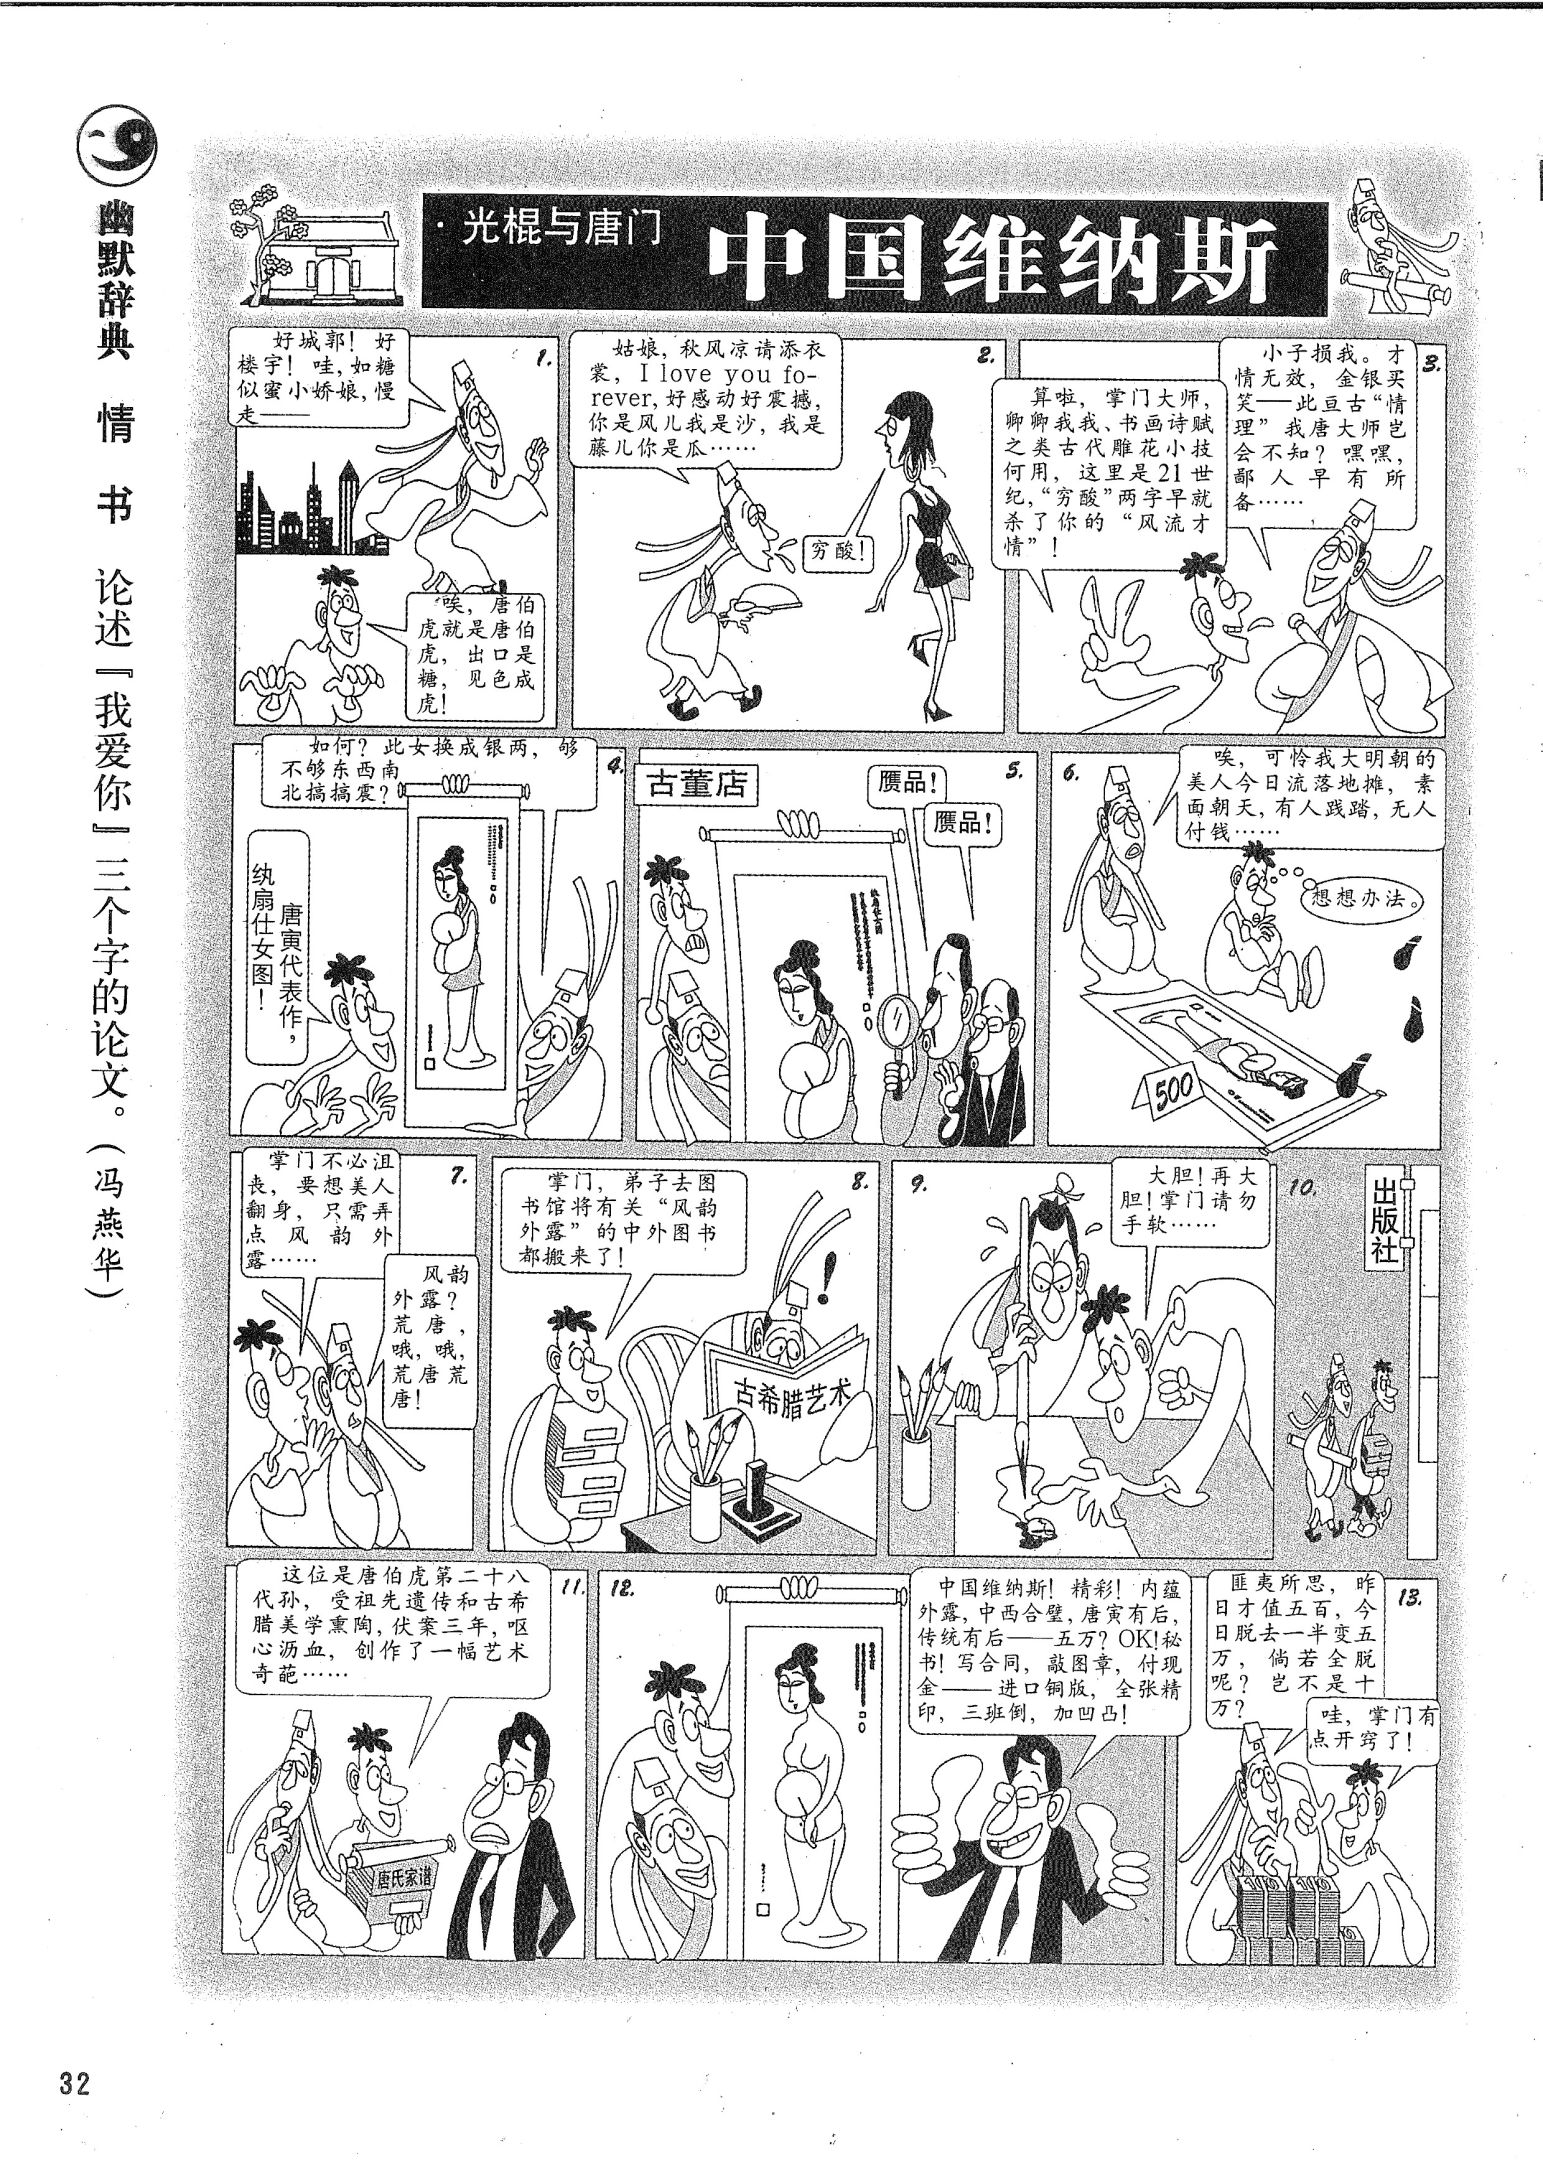 幽默辞典 情 书 论述『我爱你』三个字的论文。(冯燕华)
·光棍与唐门
中国维纳斯
1.
好城郭!好
楼宇!哇,如糖
似蜜小娇娘,慢
走——
唉,唐伯
虎就是唐伯
虎,出口是
糖,见色成
虎!
2.
姑娘,秋风凉请添衣
裳,I love you fo-
rever,好感动好震撼,
你是风儿我是沙,我是
藤儿你是瓜……
穷酸!
3.
算啦,掌门大师,
卿卿我我、书画诗赋
之类古代雕花小技
何用,这里是21世
纪,“穷酸”两字早就
杀了你的“风流才
情”!
小子损我。才
情无效,金银买
笑——此亘古“情
理”我唐大师岂
会不知?嘿嘿,
鄙人早有所
备……
4.
如何?此女换成银两,够
不够东西南
北搞搞震?
唐寅代表作,
纨扇仕女图!
5.
古董店
赝品!
赝品!
6.
唉,可怜我大明朝的
美人今日流落地摊,素
面朝天,有人践踏,无人
付钱……
想想办法。
500
7.
掌门不必沮
丧,要想美人
翻身,只需弄
点风韵外
露……
风韵
外露?
荒唐,
哦,哦,
荒唐荒
唐!
8.
掌门,弟子去图
书馆将有关“风韵
外露”的中外图书
都搬来了!
!
古希腊艺术
9.
大胆!再大
胆!掌门请勿
手软……
10.
出版社
11.
这位是唐伯虎第二十八
代孙,受祖先遗传和古希
腊美学熏陶,伏案三年,呕
心沥血,创作了一幅艺术
奇葩……
唐氏家谱
12.
中国维纳斯!精彩!内蕴
外露,中西合璧,唐寅有后,
传统有后——五万?OK!秘
书!写合同,敲图章,付现
金——进口铜版,全张精
印,三班倒,加凹凸!
13.
匪夷所思,昨
日才值五百,今
日脱去一半变五
万,倘若全脱
呢?岂不是十
万?
哇,掌门有
点开窍了!
32